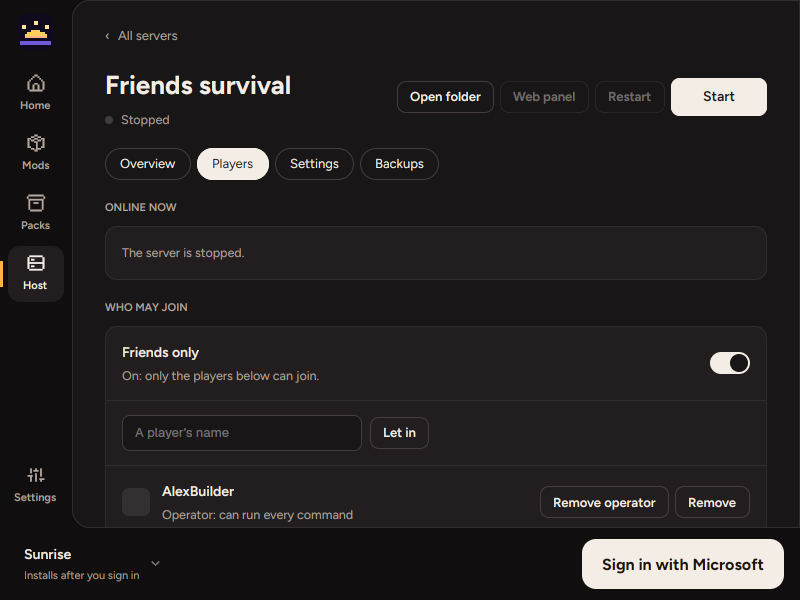 ‹ All servers
Friends survival
Stopped
Open folder
Web panel
Restart
Start
Overview
Players
Settings
Backups
ONLINE NOW
The server is stopped.
WHO MAY JOIN
Friends only
On: only the players below can join.
A player's name
Let in
AlexBuilder
Operator: can run every command
Remove operator
Remove
Home
Mods
Packs
Host
Settings
Sunrise
Installs after you sign in
Sign in with Microsoft